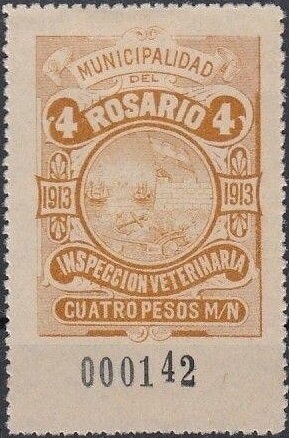 MUNICIPALIDAD
DEL
4 ROSARIO 4
1913 1913
INSPECCION VETERINARIA
CUATRO PESOS M/N
000142